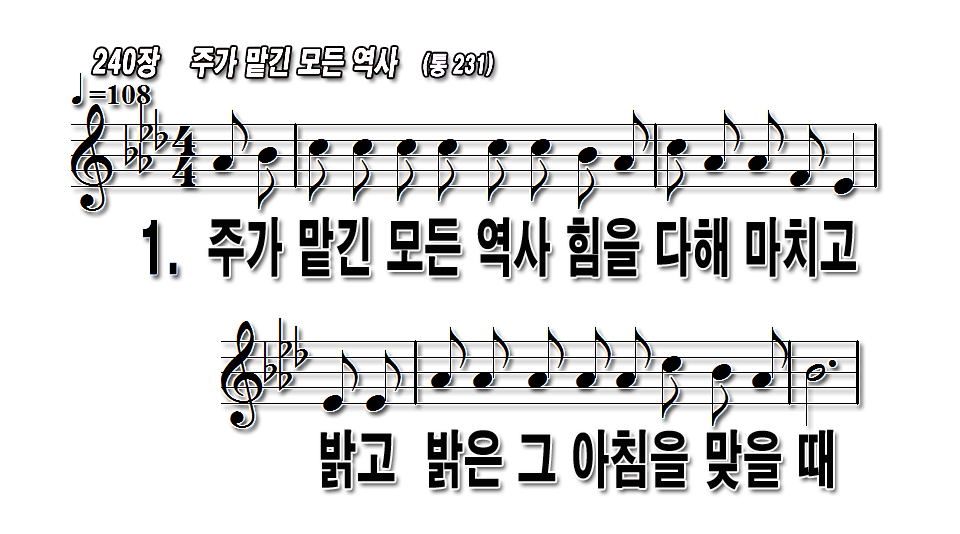 240장 주가 맡긴 모든 역사 (통 231)
♩=108
1. 주가 맡긴 모든 역사 힘을 다해 마치고
밝고 밝은 그 아침을 맞을 때